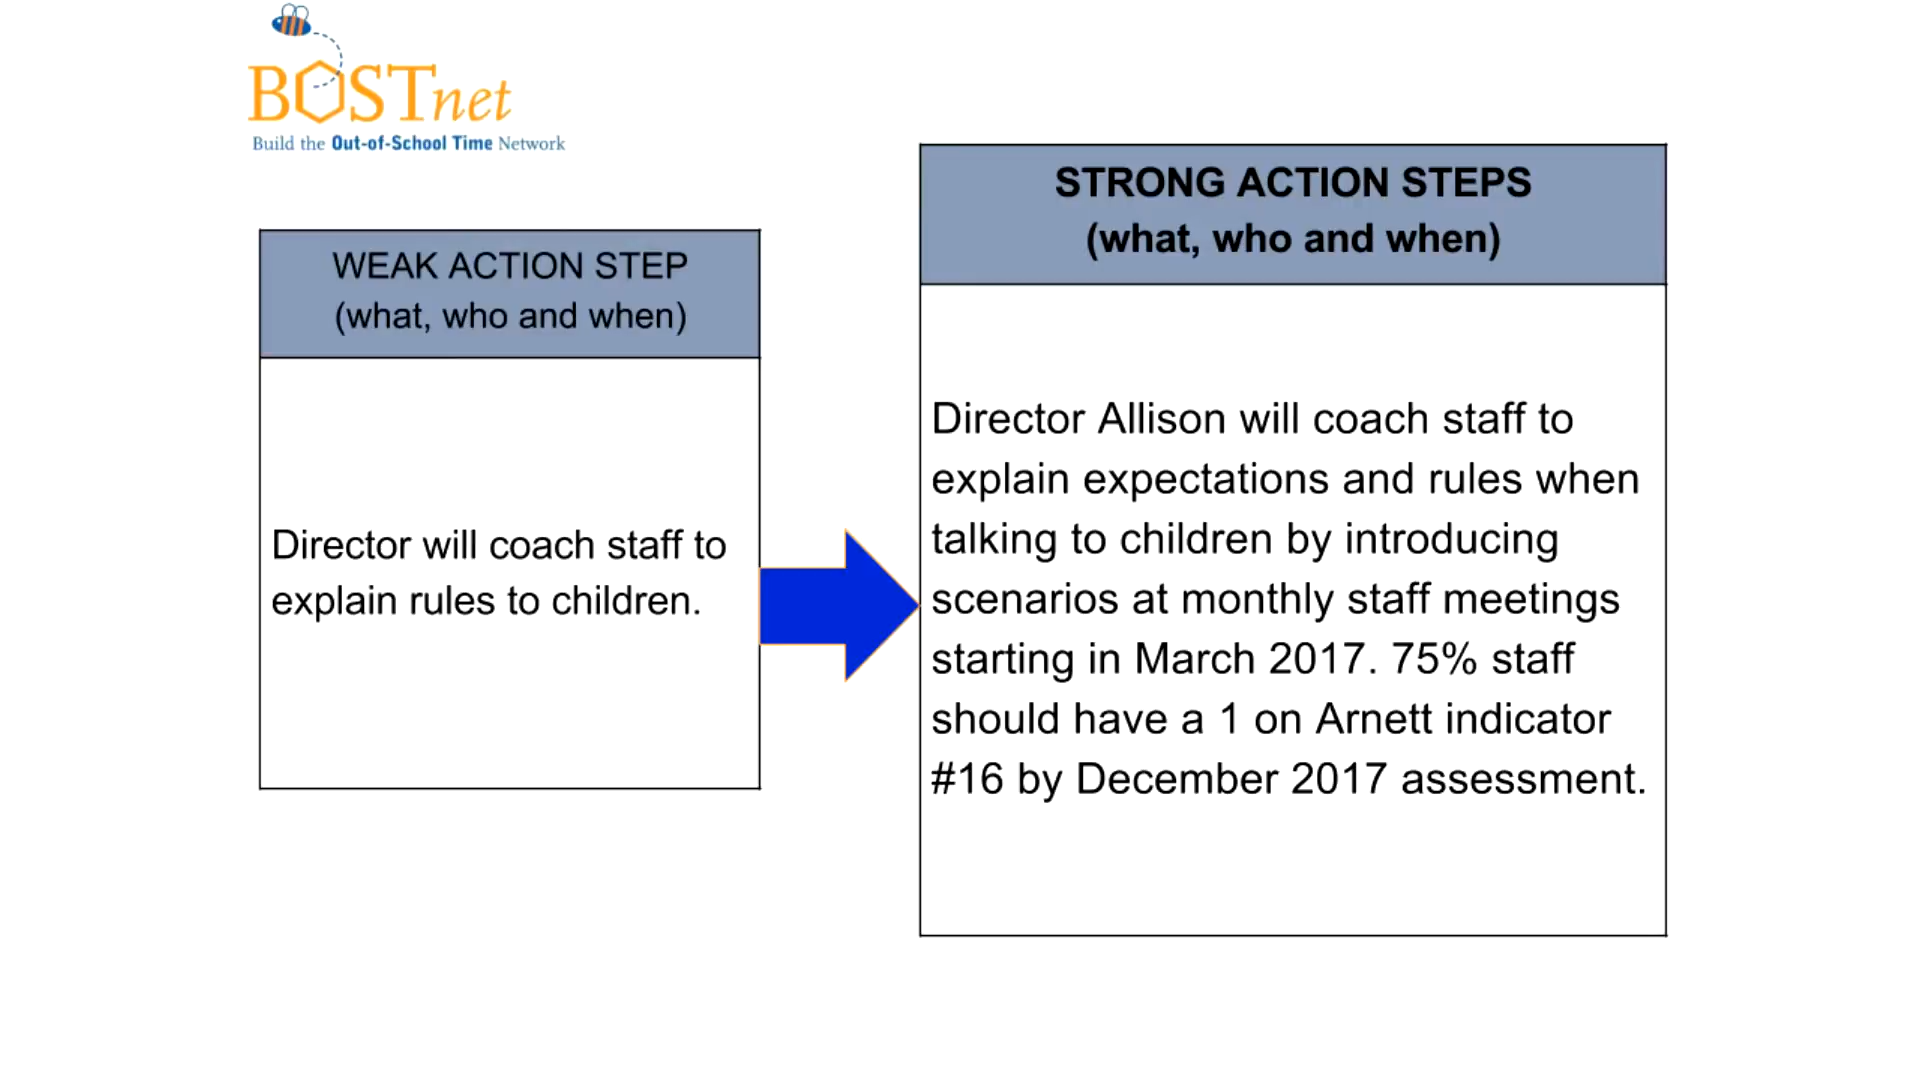 BOSTnet
Build the Out-of-School Time Network
WEAK ACTION STEP
(what, who and when)
Director will coach staff to
explain rules to children.
STRONG ACTION STEPS
(what, who and when)
Director Allison will coach staff to
explain expectations and rules when
talking to children by introducing
scenarios at monthly staff meetings
starting in March 2017. 75% staff
should have a 1 on Arnett indicator
#16 by December 2017 assessment.